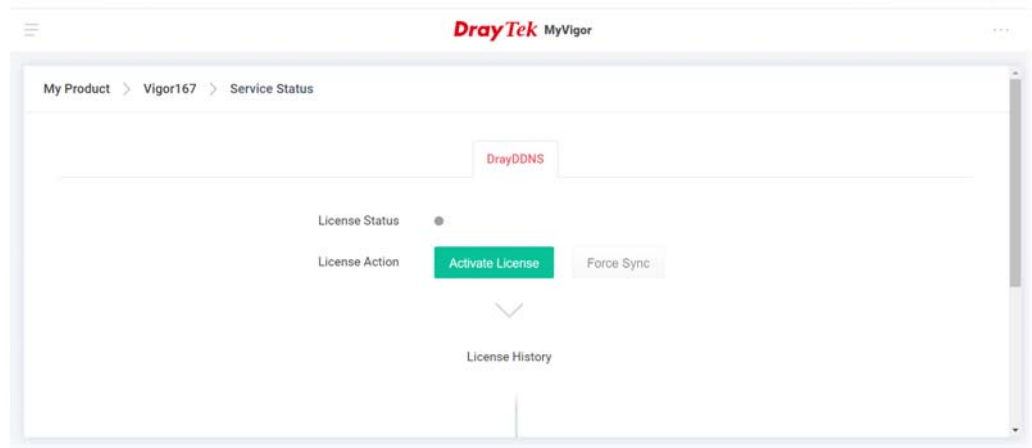 DrayTek MyVigor
My Product > Vigor167 > Service Status
DrayDDNS
License Status
License Action Activate License Force Sync
License History